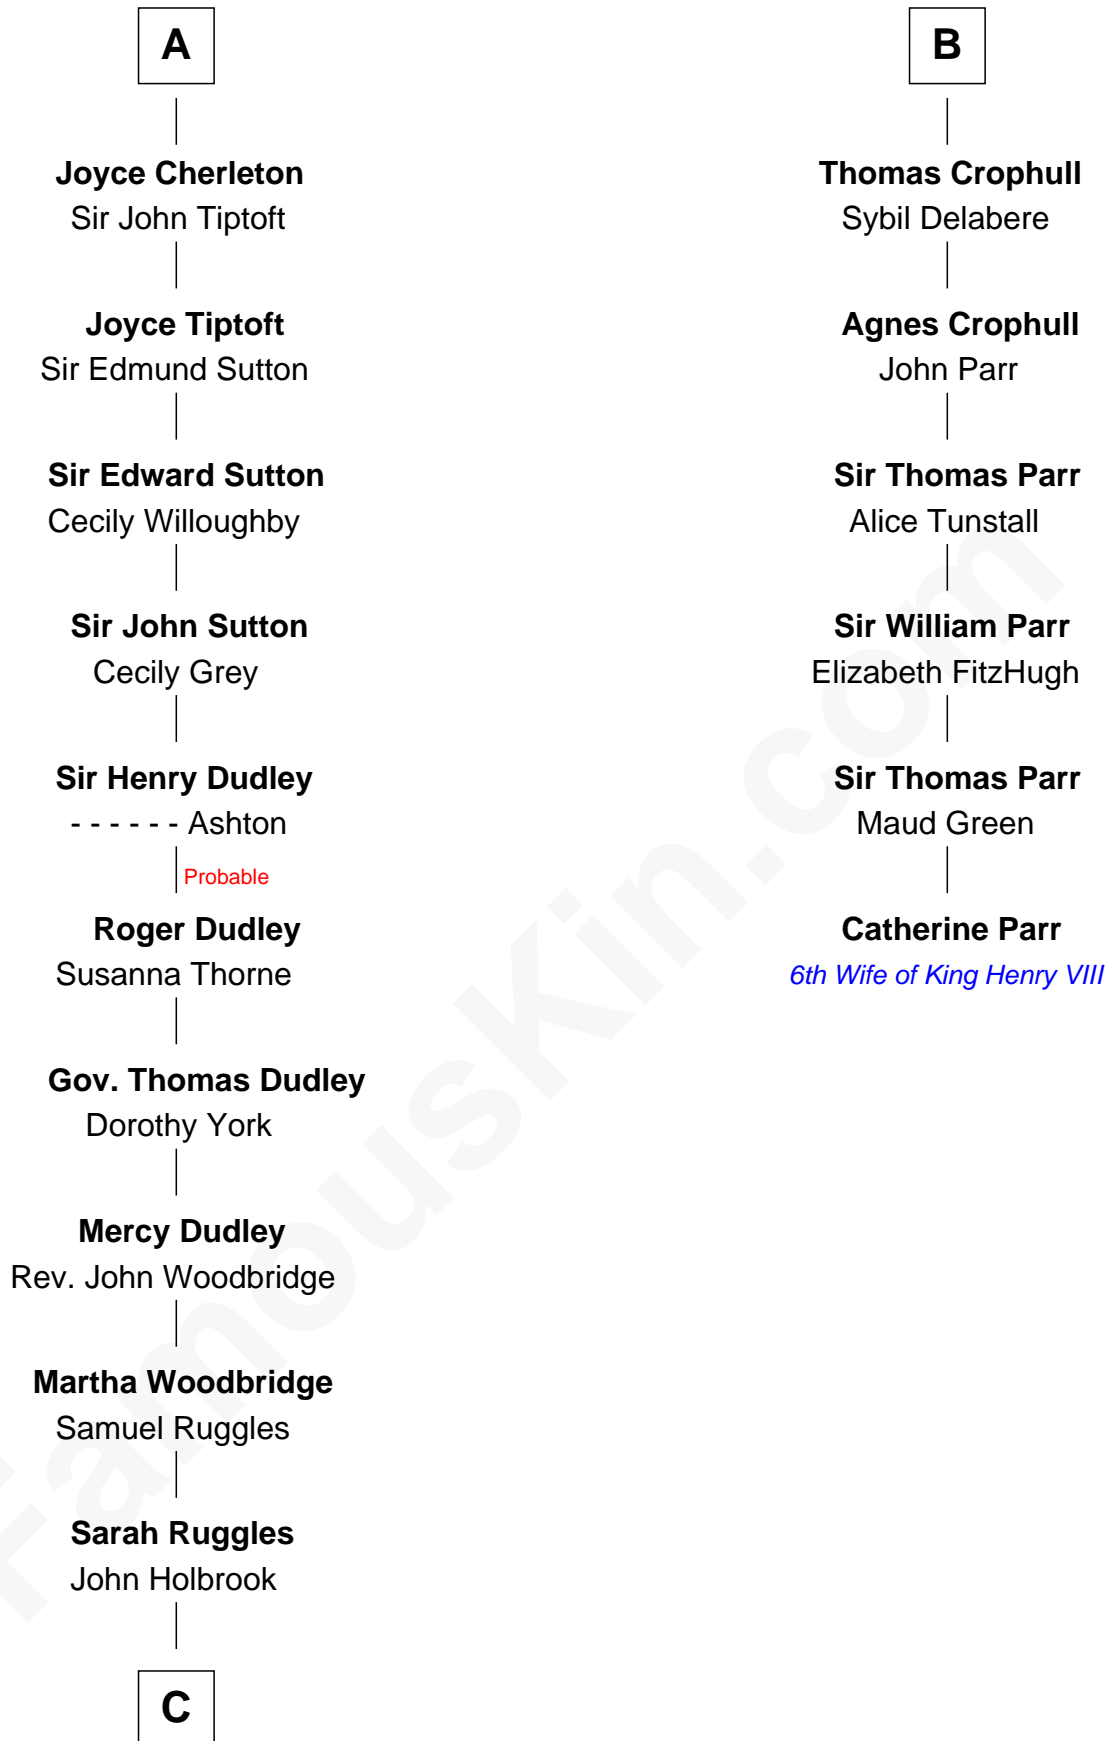 A
Joyce Cherleton
Sir John Tiptoft
Joyce Tiptoft
Sir Edmund Sutton
Sir Edward Sutton
Cecily Willoughby
Sir John Sutton
Cecily Grey
Sir Henry Dudley
- - - - - - Ashton
Probable
Roger Dudley
Susanna Thorne
Gov. Thomas Dudley
Dorothy York
Mercy Dudley
Rev. John Woodbridge
Martha Woodbridge
Samuel Ruggles
Sarah Ruggles
John Holbrook
C
B
Thomas Crophull
Sybil Delabere
Agnes Crophull
John Parr
Sir Thomas Parr
Alice Tunstall
Sir William Parr
Elizabeth FitzHugh
Sir Thomas Parr
Maud Green
Catherine Parr
6th Wife of King Henry VIII
FamousKin.com